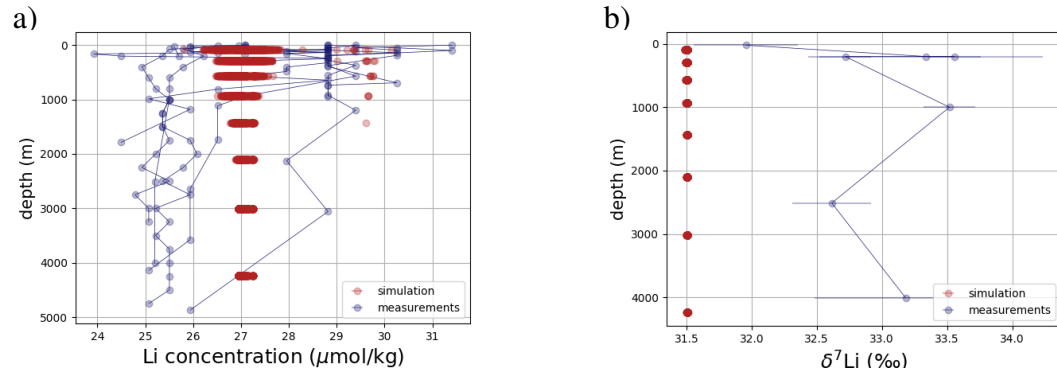 a)
0
1000
2000
3000
4000
5000
depth (m)
24 25 26 27 28 29 30 31
Li concentration (μmol/kg)
simulation
measurements
b)
0
1000
2000
3000
4000
depth (m)
31.5 32.0 32.5 33.0 33.5 34.0
δ⁷Li (‰)
simulation
measurements